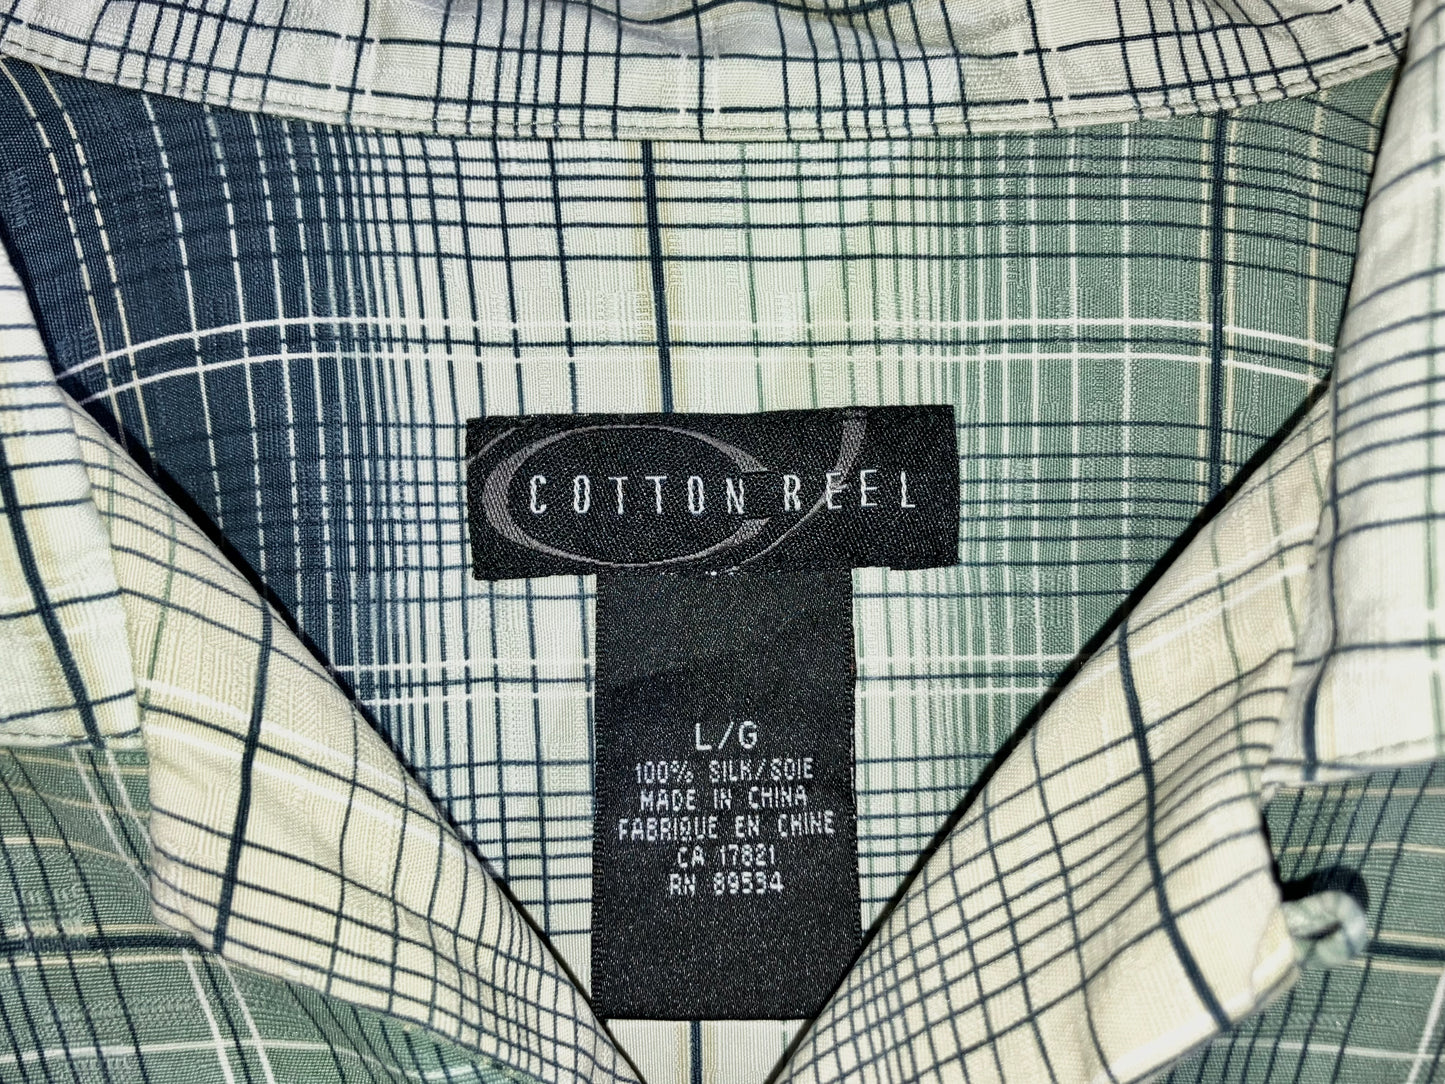 COTTON REEL
L/G
100% SILK/SOIE
MADE IN CHINA
FABRIQUE EN CHINE
CA 17821
RN 89534